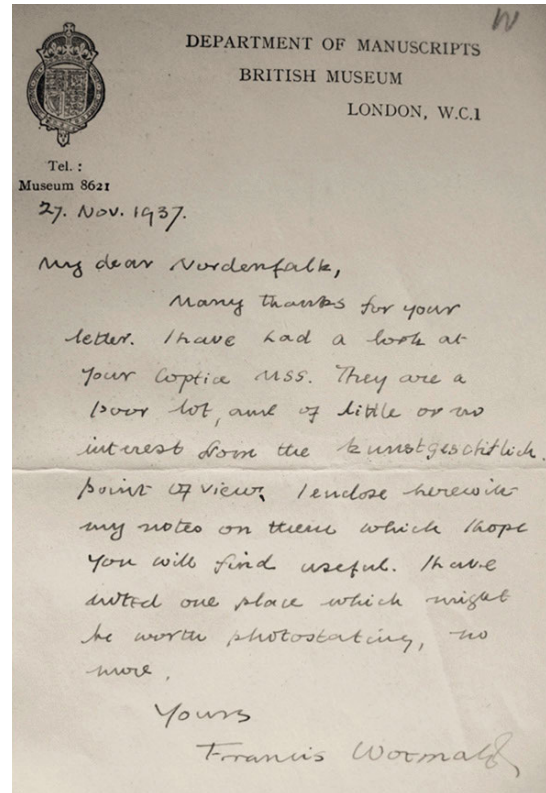 W
DEPARTMENT OF MANUSCRIPTS
BRITISH MUSEUM
LONDON, W.C.1
Tel. :
Museum 8621
27. Nov. 1937.
My dear Nordenfalk,
Many thanks for your
letter. I have had a look at
your Coptic MSS. They are a
poor lot, and of little or no
interest from the kunstgeschitlich
point of view. I enclose herewith
my notes on them which I hope
you will find useful. I have
noted one place which might
be worth photostating, no
more.
Yours
Francis Wormald